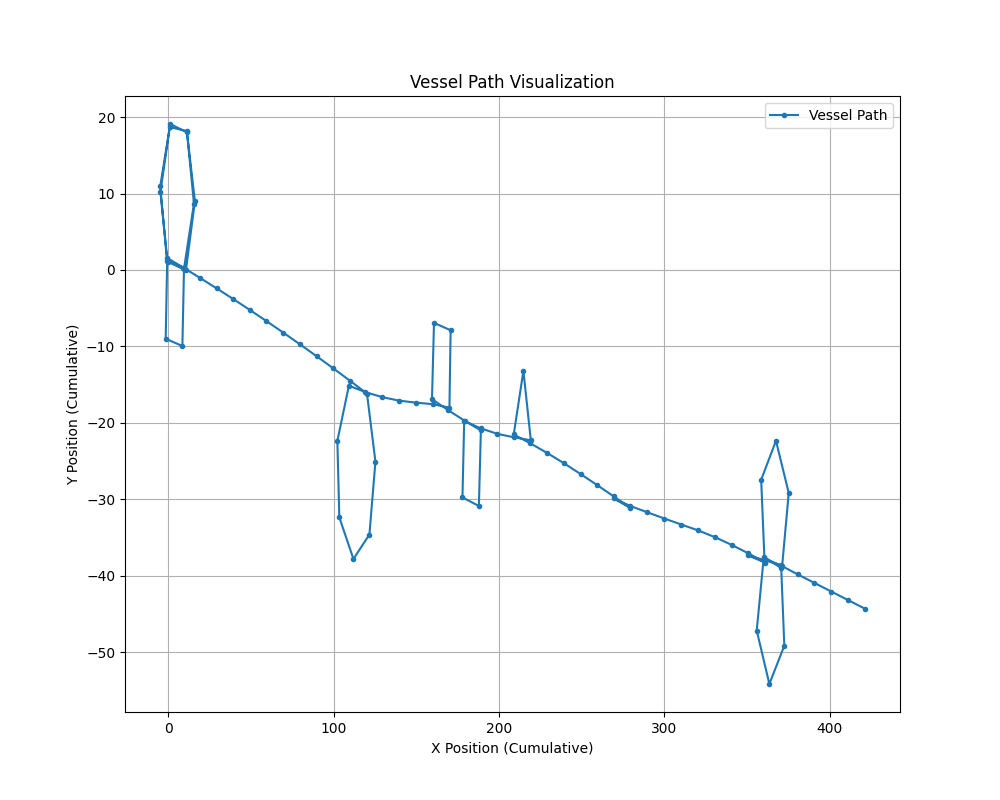 Vessel Path Visualization
Vessel Path
20
10
0
−10
−20
−30
−40
−50
Y Position (Cumulative)
0 100 200 300 400
X Position (Cumulative)